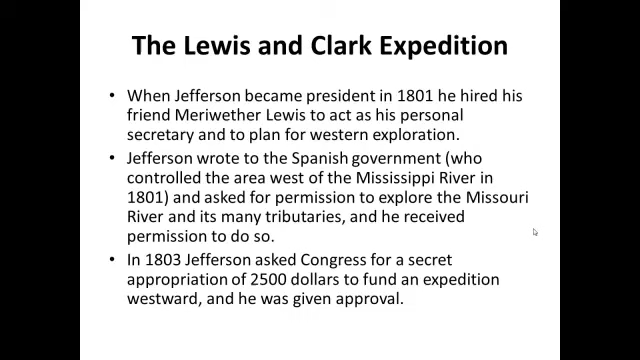 The Lewis and Clark Expedition
• When Jefferson became president in 1801 he hired his
friend Meriwether Lewis to act as his personal
secretary and to plan for western exploration.
• Jefferson wrote to the Spanish government (who
controlled the area west of the Mississippi River in
1801) and asked for permission to explore the Missouri
River and its many tributaries, and he received
permission to do so.
• In 1803 Jefferson asked Congress for a secret
appropriation of 2500 dollars to fund an expedition
westward, and he was given approval.